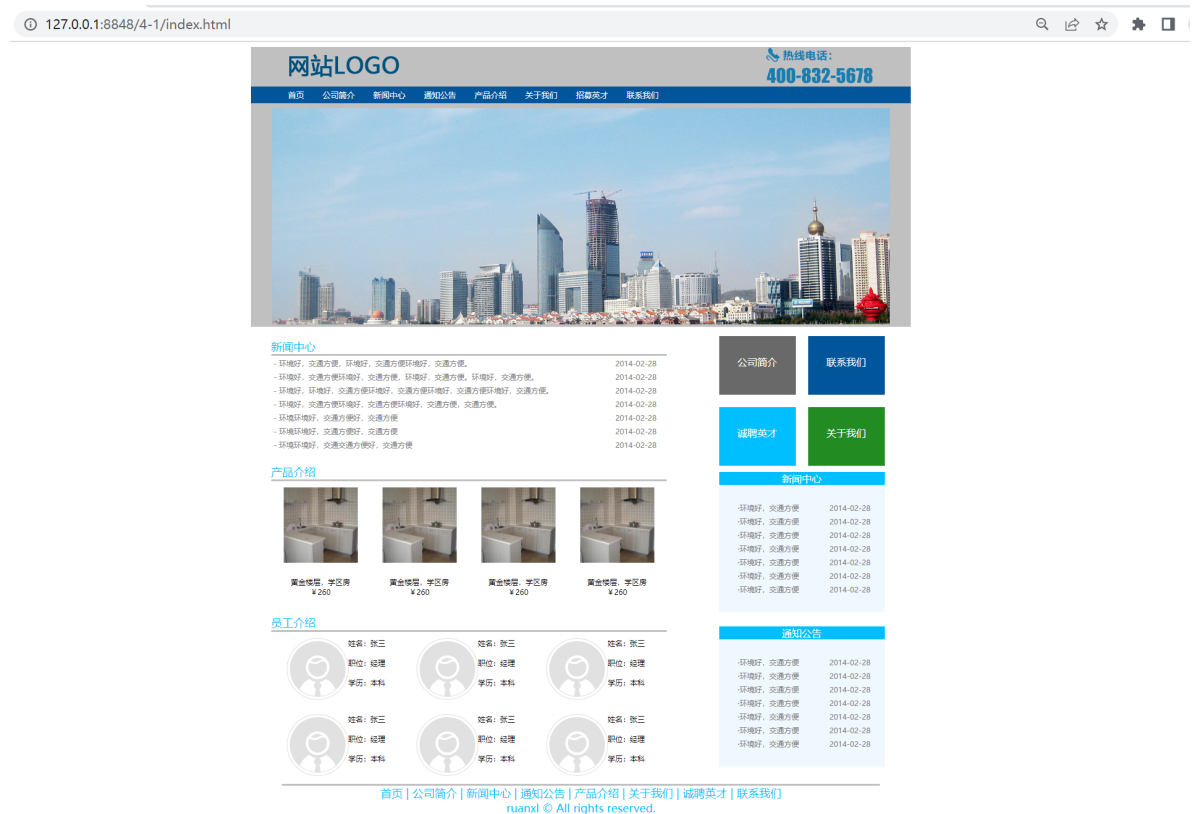 127.0.0.1:8848/4-1/index.html
网站LOGO
热线电话：
400-832-5678
首页 公司简介 新闻中心 通知公告 产品介绍 关于我们 招募英才 联系我们
新闻中心
- 环境好，交通方便，环境好，交通方便环境好，交通方便。 2014-02-28
- 环境好，交通方便环境好，交通方便，环境好，交通方便。环境好，交通方便。 2014-02-28
- 环境好，环境好，交通方便环境好，交通方便环境好，交通方便环境好，交通方便。 2014-02-28
- 环境好，交通方便环境好，交通方便环境好，交通方便，交通方便。 2014-02-28
- 环境环境好，交通方便好，交通方便 2014-02-28
- 环境环境好，交通方便好，交通方便 2014-02-28
- 环境环境好，交通交通方便好，交通方便 2014-02-28
产品介绍
黄金楼层，学区房 黄金楼层，学区房 黄金楼层，学区房 黄金楼层，学区房
￥260 ￥260 ￥260 ￥260
员工介绍
姓名：张三 姓名：张三 姓名：张三
职位：经理 职位：经理 职位：经理
学历：本科 学历：本科 学历：本科
姓名：张三 姓名：张三 姓名：张三
职位：经理 职位：经理 职位：经理
学历：本科 学历：本科 学历：本科
公司简介 联系我们
诚聘英才 关于我们
新闻中心
-环境好，交通方便 2014-02-28
-环境好，交通方便 2014-02-28
-环境好，交通方便 2014-02-28
-环境好，交通方便 2014-02-28
-环境好，交通方便 2014-02-28
-环境好，交通方便 2014-02-28
-环境好，交通方便 2014-02-28
通知公告
-环境好，交通方便 2014-02-28
-环境好，交通方便 2014-02-28
-环境好，交通方便 2014-02-28
-环境好，交通方便 2014-02-28
-环境好，交通方便 2014-02-28
-环境好，交通方便 2014-02-28
-环境好，交通方便 2014-02-28
首页 | 公司简介 | 新闻中心 | 通知公告 | 产品介绍 | 关于我们 | 诚聘英才 | 联系我们
ruanxl © All rights reserved.